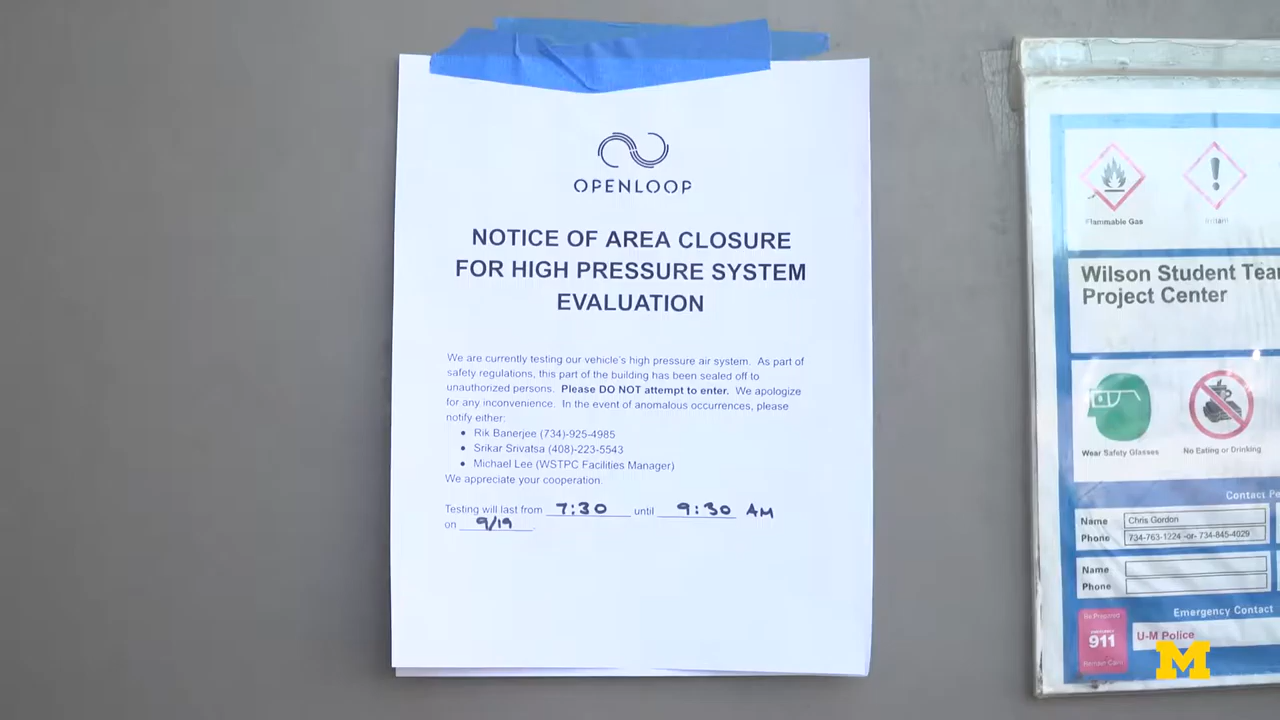 OPENLOOP
NOTICE OF AREA CLOSURE
FOR HIGH PRESSURE SYSTEM
EVALUATION
We are currently testing our vehicle's high pressure air system. As part of
safety regulations, this part of the building has been sealed off to
unauthorized persons. Please DO NOT attempt to enter. We apologize
for any inconvenience. In the event of anomalous occurrences, please
notify either:
• Rik Banerjee (734)-925-4985
• Srikar Srivatsa (408)-223-5543
• Michael Lee (WSTPC Facilities Manager)
We appreciate your cooperation.
Testing will last from 7:30 until 9:30 AM
on 9/19.
Flammable Gas
Irritant
Wilson Student Tea
Project Center
Wear Safety Glasses
No Eating or Drinking
Contact Pe
Name Chris Gordon
Phone 734-763-1224 -or- 734-845-4029
Name
Phone
Emergency Contact
Be Prepared
911
U-M Police
M